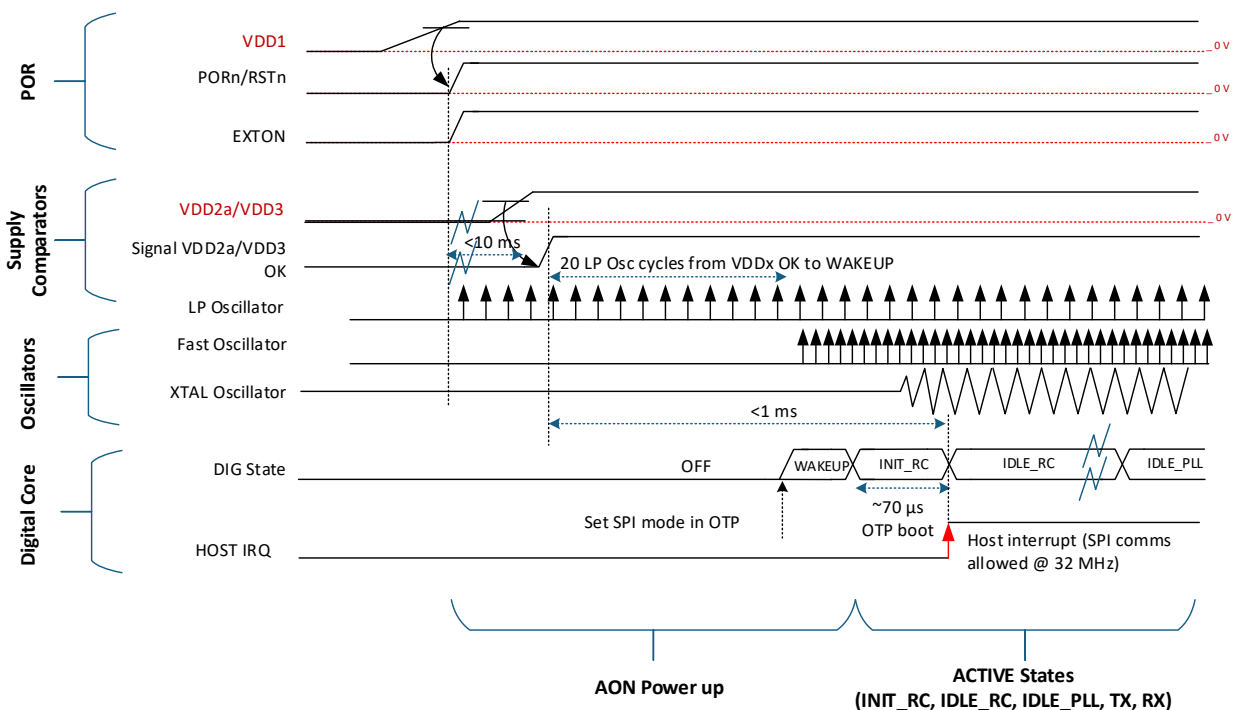 POR
VDD1
0 V
PORn/RSTn
0 V
EXTON
0 V
Supply
Comparators
VDD2a/VDD3
0 V
Signal VDD2a/VDD3
OK
<10 ms
20 LP Osc cycles from VDDx OK to WAKEUP
LP Oscillator
Oscillators
Fast Oscillator
XTAL Oscillator
<1 ms
Digital Core
DIG State
OFF
WAKEUP
INIT_RC
IDLE_RC
IDLE_PLL
~70 µs
OTP boot
Set SPI mode in OTP
HOST IRQ
Host interrupt (SPI comms
allowed @ 32 MHz)
AON Power up
ACTIVE States
(INIT_RC, IDLE_RC, IDLE_PLL, TX, RX)